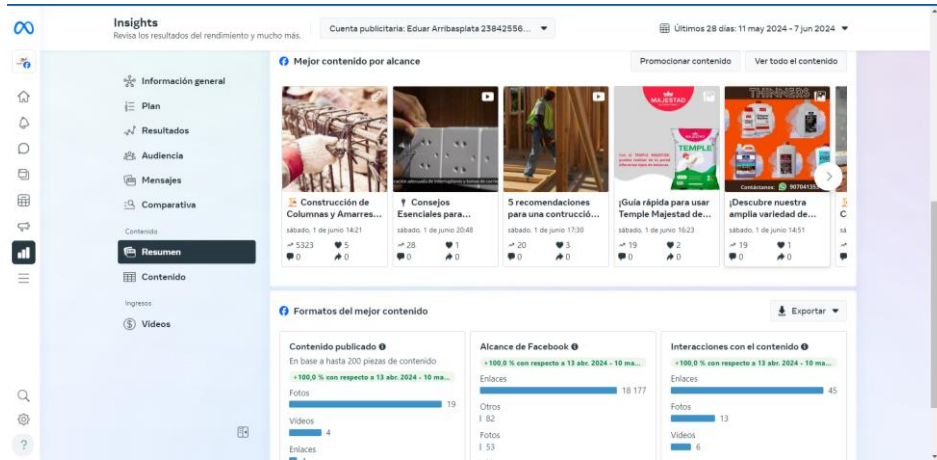 Insights
Revisa los resultados del rendimiento y mucho más.
Cuenta publicitaria: Eduar Arribasplata 23842556...
Últimos 28 días: 11 may 2024 - 7 jun 2024
Información general
Plan
Resultados
Audiencia
Mensajes
Comparativa
Contenido
Resumen
Contenido
Ingresos
Videos
Mejor contenido por alcance
Promocionar contenido
Ver todo el contenido
MAJESTAD
TEMPLE
THINNERS
Contáctanos:
Construcción de
Columnas y Amarres...
sábado, 1 de junio 14:21
5323 5
0 0
Consejos
Esenciales para...
sábado, 1 de junio 20:48
28 1
0 0
5 recomendaciones
para una contrucció...
sábado, 1 de junio 17:30
20 3
0 0
¡Guía rápida para usar
Temple Majestad de...
sábado, 1 de junio 16:23
19 2
0 0
¡Descubre nuestra
amplia variedad de...
sábado, 1 de junio 14:51
19 1
0 0
Formatos del mejor contenido
Exportar
Contenido publicado
En base a hasta 200 piezas de contenido
+100,0 % con respecto a 13 abr. 2024 - 10 ma...
Fotos
19
Videos
4
Enlaces
Alcance de Facebook
+100,0 % con respecto a 13 abr. 2024 - 10 ma...
Enlaces
18 177
Otros
82
Fotos
53
Interacciones con el contenido
+100,0 % con respecto a 13 abr. 2024 - 10 ma...
Enlaces
45
Fotos
13
Videos
6